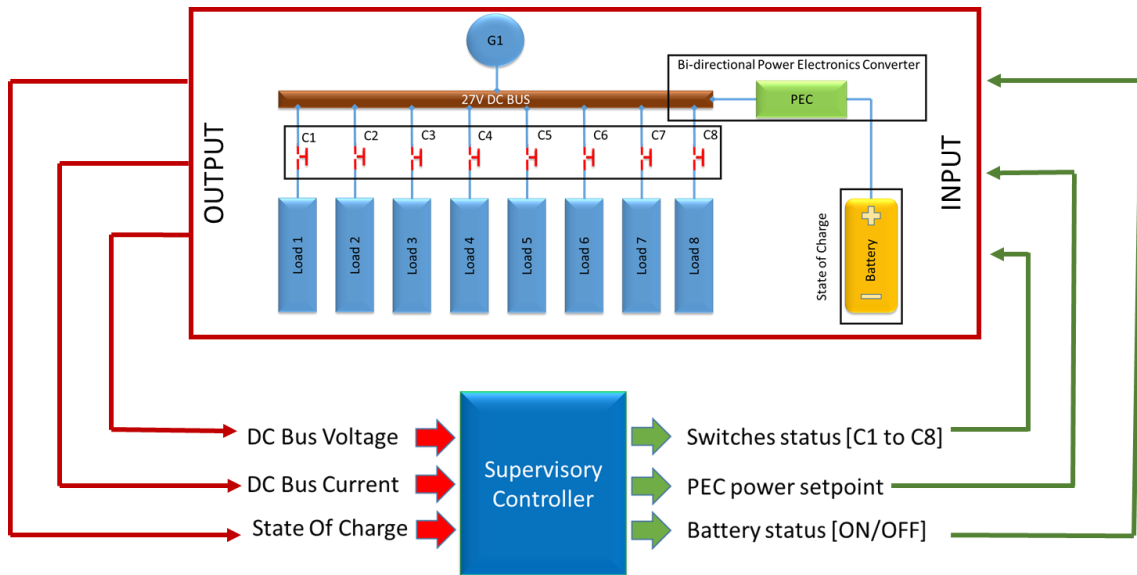 G1
Bi-directional Power Electronics Converter
27V DC BUS
PEC
C1
C2
C3
C4
C5
C6
C7
C8
OUTPUT
INPUT
Load 1
Load 2
Load 3
Load 4
Load 5
Load 6
Load 7
Load 8
State of Charge
Battery
DC Bus Voltage
DC Bus Current
State Of Charge
Supervisory
Controller
Switches status [C1 to C8]
PEC power setpoint
Battery status [ON/OFF]